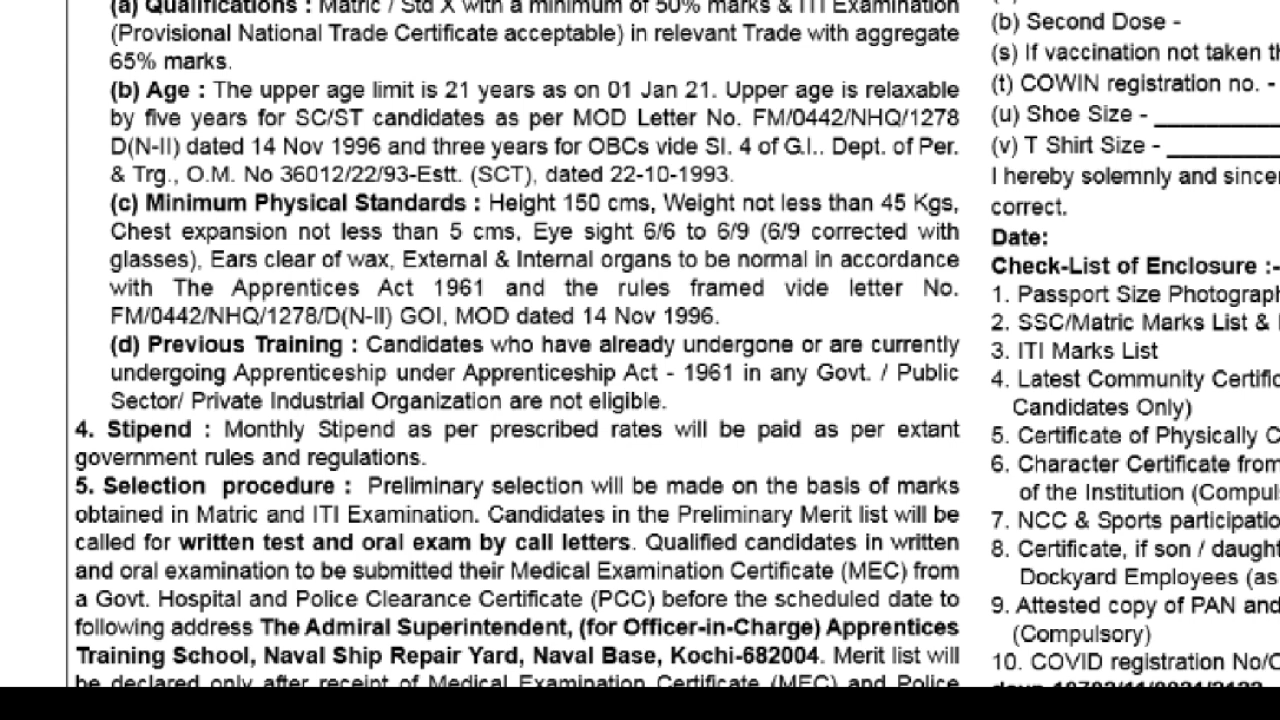 (a) Qualifications : Matric / Std X with a minimum of 50% marks & ITI Examination
(Provisional National Trade Certificate acceptable) in relevant Trade with aggregate
65% marks.
(b) Age : The upper age limit is 21 years as on 01 Jan 21. Upper age is relaxable
by five years for SC/ST candidates as per MOD Letter No. FM/0442/NHQ/1278
D(N-II) dated 14 Nov 1996 and three years for OBCs vide Sl. 4 of G.I.. Dept. of Per.
& Trg., O.M. No 36012/22/93-Estt. (SCT), dated 22-10-1993.
(c) Minimum Physical Standards : Height 150 cms, Weight not less than 45 Kgs,
Chest expansion not less than 5 cms, Eye sight 6/6 to 6/9 (6/9 corrected with
glasses), Ears clear of wax, External & Internal organs to be normal in accordance
with The Apprentices Act 1961 and the rules framed vide letter No.
FM/0442/NHQ/1278/D(N-II) GOI, MOD dated 14 Nov 1996.
(d) Previous Training : Candidates who have already undergone or are currently
undergoing Apprenticeship under Apprenticeship Act - 1961 in any Govt. / Public
Sector/ Private Industrial Organization are not eligible.
4. Stipend : Monthly Stipend as per prescribed rates will be paid as per extant
government rules and regulations.
5. Selection procedure : Preliminary selection will be made on the basis of marks
obtained in Matric and ITI Examination. Candidates in the Preliminary Merit list will be
called for written test and oral exam by call letters. Qualified candidates in written
and oral examination to be submitted their Medical Examination Certificate (MEC) from
a Govt. Hospital and Police Clearance Certificate (PCC) before the scheduled date to
following address The Admiral Superintendent, (for Officer-in-Charge) Apprentices
Training School, Naval Ship Repair Yard, Naval Base, Kochi-682004. Merit list will
be declared only after receipt of Medical Examination Certificate (MEC) and Police
(b) Second Dose -
(s) If vaccination not taken
(t) COWIN registration no. -
(u) Shoe Size - ________
(v) T Shirt Size - ________
I hereby solemnly and
correct.
Date:
Check-List of Enclosure :-
1. Passport Size
2. SSC/Matric Marks List &
3. ITI Marks List
4. Latest Community
Candidates Only)
5. Certificate of Physically
6. Character Certificate from
of the Institution
7. NCC & Sports
8. Certificate, if son /
Dockyard Employees (as
9. Attested copy of PAN and
(Compulsory)
10. COVID registration